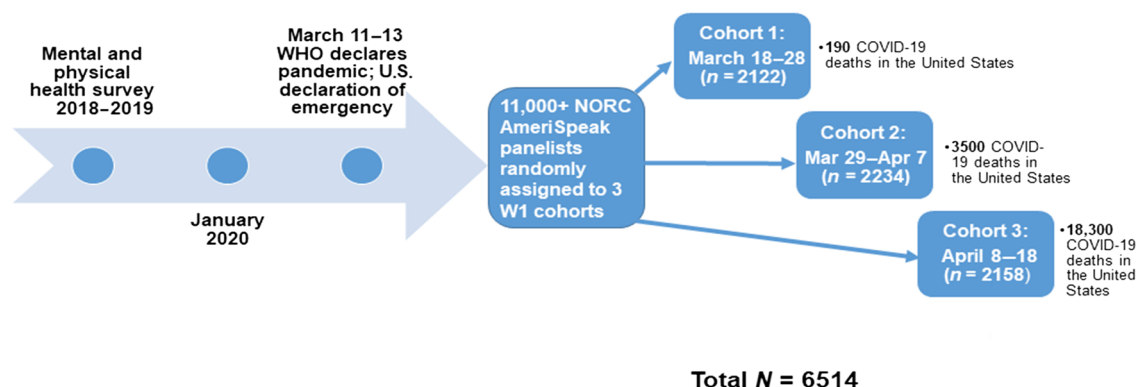 Mental and
physical
health survey
2018–2019
January
2020
March 11–13
WHO declares
pandemic; U.S.
declaration of
emergency
11,000+ NORC
AmeriSpeak
panelists
randomly
assigned to 3
W1 cohorts
Cohort 1:
March 18–28
(n = 2122)
•190 COVID-19
deaths in the United States
Cohort 2:
Mar 29–Apr 7
(n = 2234)
•3500 COVID-
19 deaths in
the United States
Cohort 3:
April 8–18
(n = 2158)
•18,300
COVID-19
deaths in
the United
States
Total N = 6514